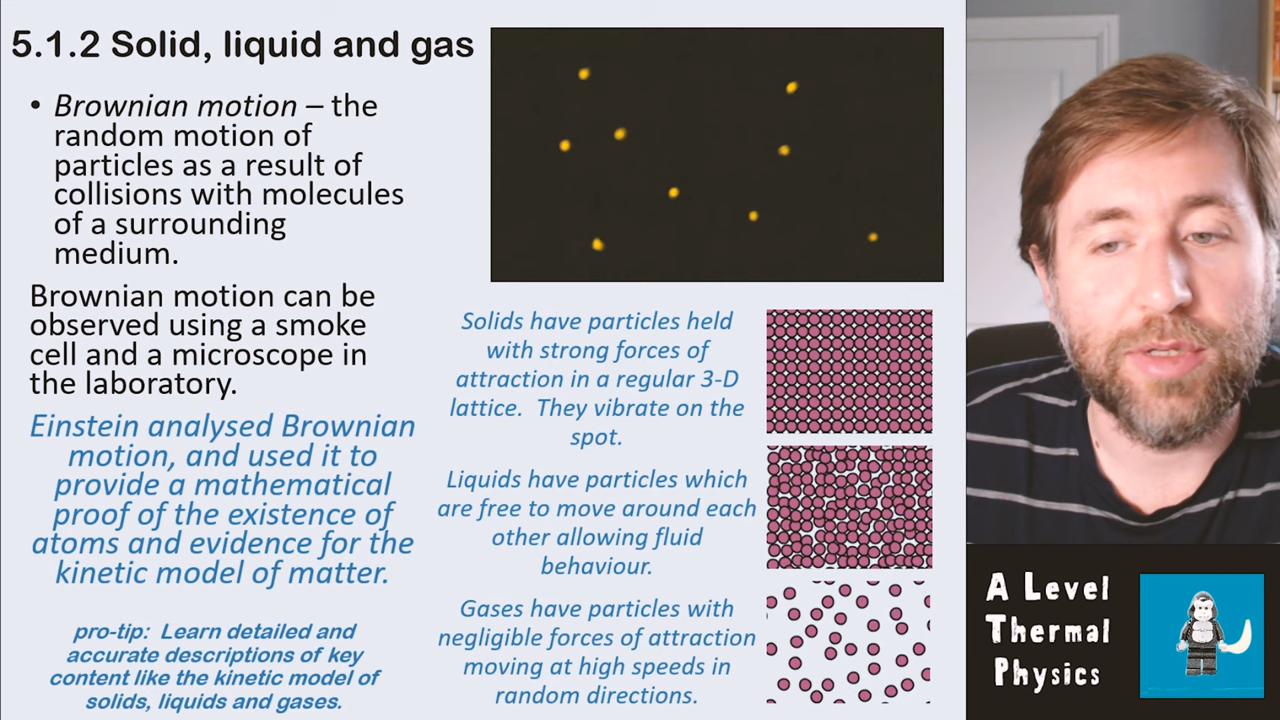 5.1.2 Solid, liquid and gas
• Brownian motion – the
random motion of
particles as a result of
collisions with molecules
of a surrounding
medium.
Brownian motion can be
observed using a smoke
cell and a microscope in
the laboratory.
Einstein analysed Brownian
motion, and used it to
provide a mathematical
proof of the existence of
atoms and evidence for the
kinetic model of matter.
pro-tip: Learn detailed and
accurate descriptions of key
content like the kinetic model of
solids, liquids and gases.
Solids have particles held
with strong forces of
attraction in a regular 3-D
lattice. They vibrate on the
spot.
Liquids have particles which
are free to move around each
other allowing fluid
behaviour.
Gases have particles with
negligible forces of attraction
moving at high speeds in
random directions.
A Level
Thermal
Physics